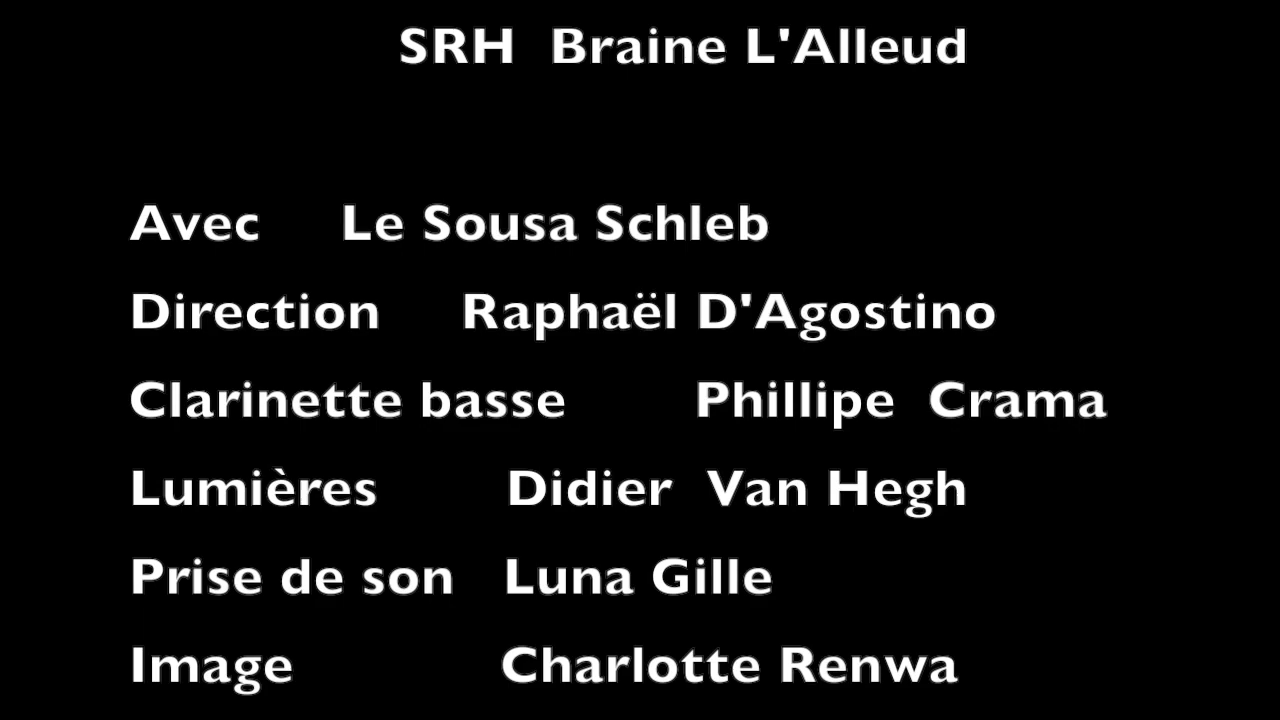 SRH Braine L'Alleud
Avec Le Sousa Schleb
Direction Raphaël D'Agostino
Clarinette basse Phillipe Crama
Lumières Didier Van Hegh
Prise de son Luna Gille
Image Charlotte Renwa